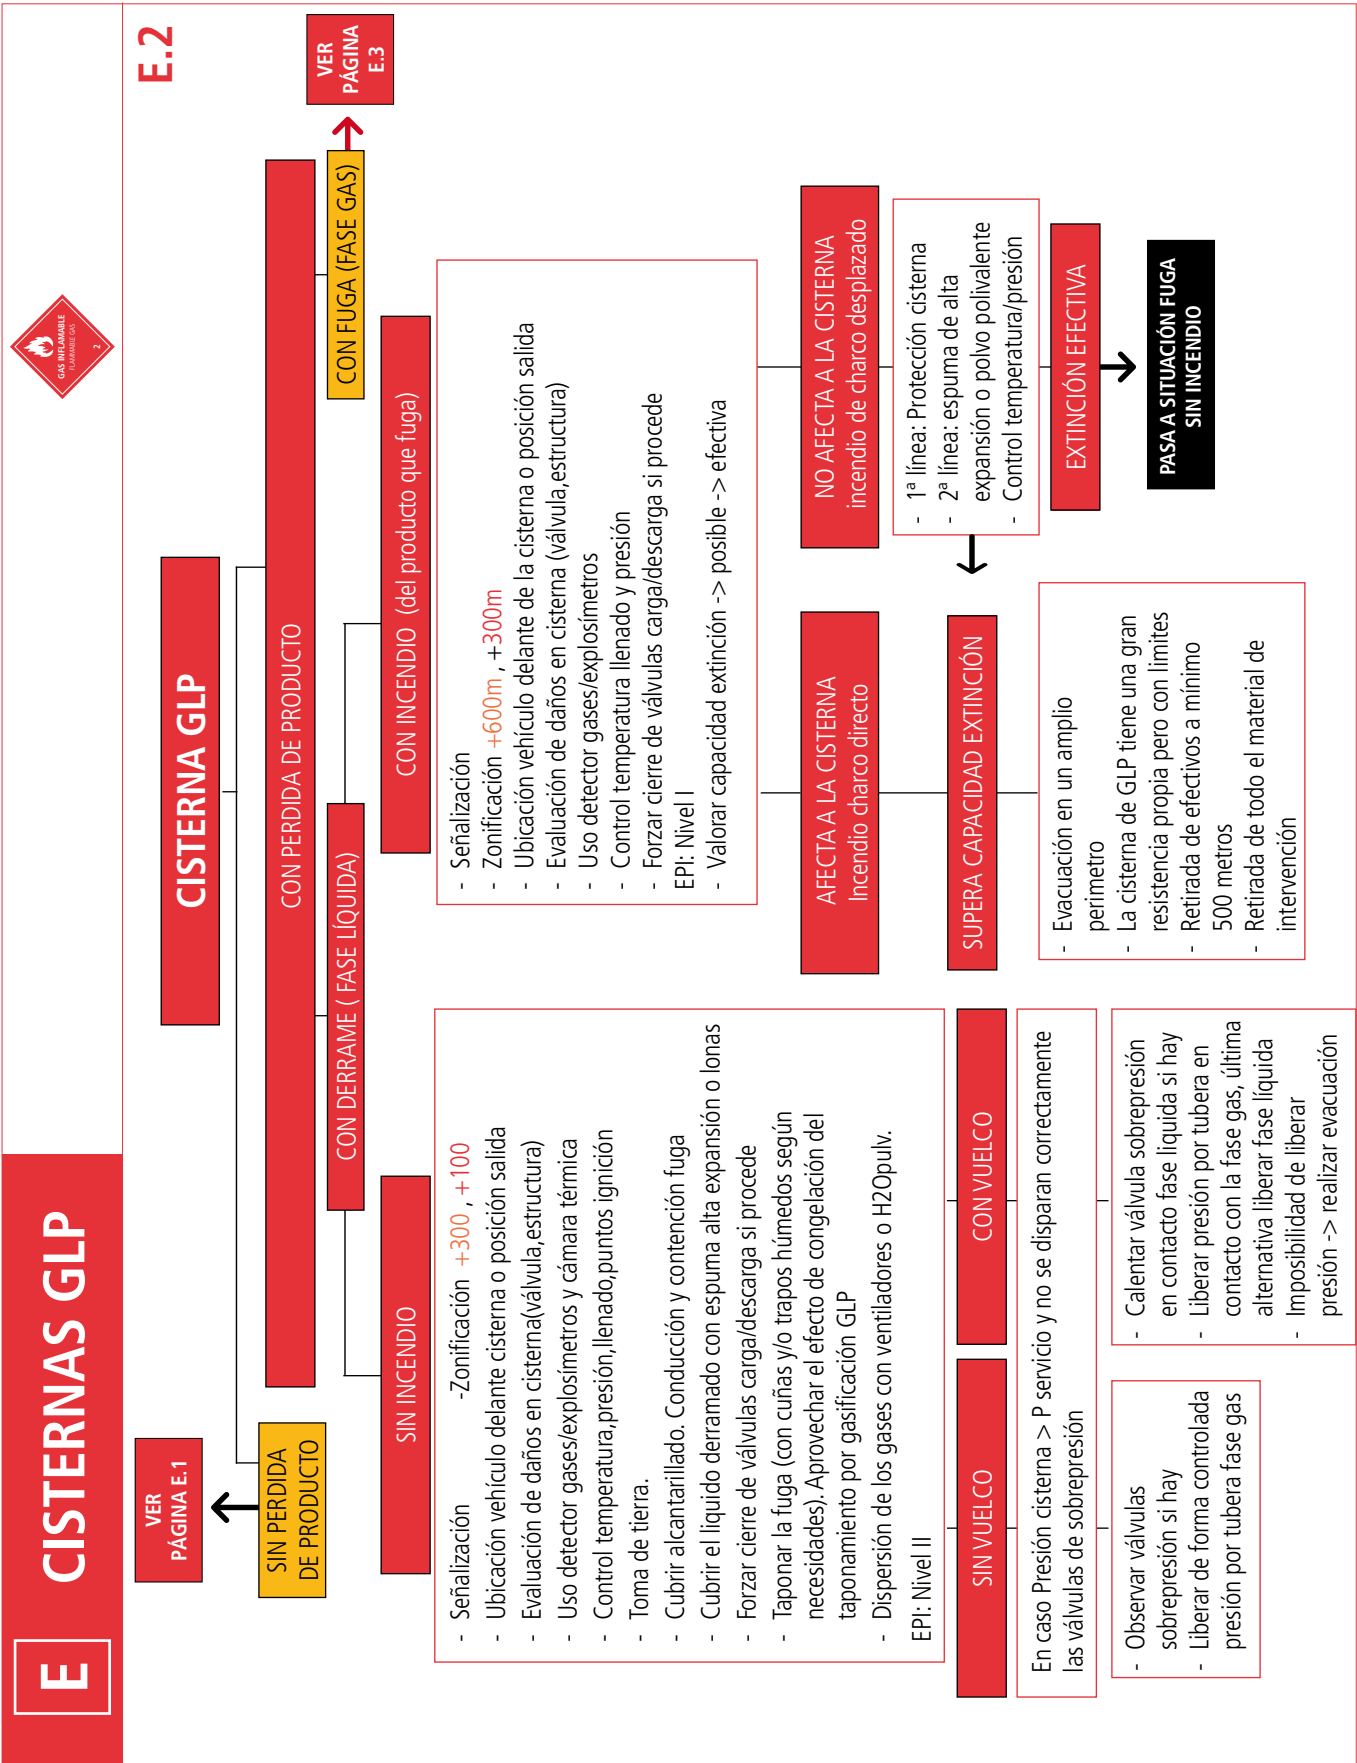 E
CISTERNAS GLP
GAS INFLAMABLE
FLAMMABLE GAS
2
E.2
CISTERNA GLP
VER
PÁGINA E.1
SIN PERDIDA
DE PRODUCTO
CON PERDIDA DE PRODUCTO
CON DERRAME ( FASE LÍQUIDA)
CON FUGA (FASE GAS)
VER
PÁGINA
E.3
SIN INCENDIO
- Señalización -Zonificación +300 , +100
- Ubicación vehículo delante cisterna o posición salida
- Evaluación de daños en cisterna(válvula,estructura)
- Uso detector gases/explosímetros y cámara térmica
- Control temperatura,presión,llenado,puntos ignición
- Toma de tierra.
- Cubrir alcantarillado. Conducción y contención fuga
- Cubrir el liquido derramado con espuma alta expansión o lonas
- Forzar cierre de válvulas carga/descarga si procede
- Taponar la fuga (con cuñas y/o trapos húmedos según
necesidades). Aprovechar el efecto de congelación del
taponamiento por gasificación GLP
- Dispersión de los gases con ventiladores o H2Opulv.
EPI: Nivel II
SIN VUELCO
CON VUELCO
En caso Presión cisterna > P servicio y no se disparan correctamente
las válvulas de sobrepresión
- Observar válvulas
sobrepresión si hay
- Liberar de forma controlada
presión por tubera fase gas
- Calentar válvula sobrepresión
en contacto fase liquida si hay
- Liberar presión por tubera en
contacto con la fase gas, última
alternativa liberar fase líquida
- Imposibilidad de liberar
presión -> realizar evacuación
CON INCENDIO (del producto que fuga)
- Señalización
- Zonificación +600m , +300m
- Ubicación vehículo delante de la cisterna o posición salida
- Evaluación de daños en cisterna (válvula,estructura)
- Uso detector gases/explosímetros
- Control temperatura llenado y presión
- Forzar cierre de válvulas carga/descarga si procede
EPI: Nivel I
- Valorar capacidad extinción -> posible -> efectiva
AFECTA A LA CISTERNA
Incendio charco directo
NO AFECTA A LA CISTERNA
incendio de charco desplazado
SUPERA CAPACIDAD EXTINCIÓN
- 1ª línea: Protección cisterna
- 2ª línea: espuma de alta
expansión o polvo polivalente
- Control temperatura/presión
- Evacuación en un amplio
perimetro
- La cisterna de GLP tiene una gran
resistencia propia pero con limites
- Retirada de efectivos a mínimo
500 metros
- Retirada de todo el material de
intervención
EXTINCIÓN EFECTIVA
PASA A SITUACIÓN FUGA
SIN INCENDIO